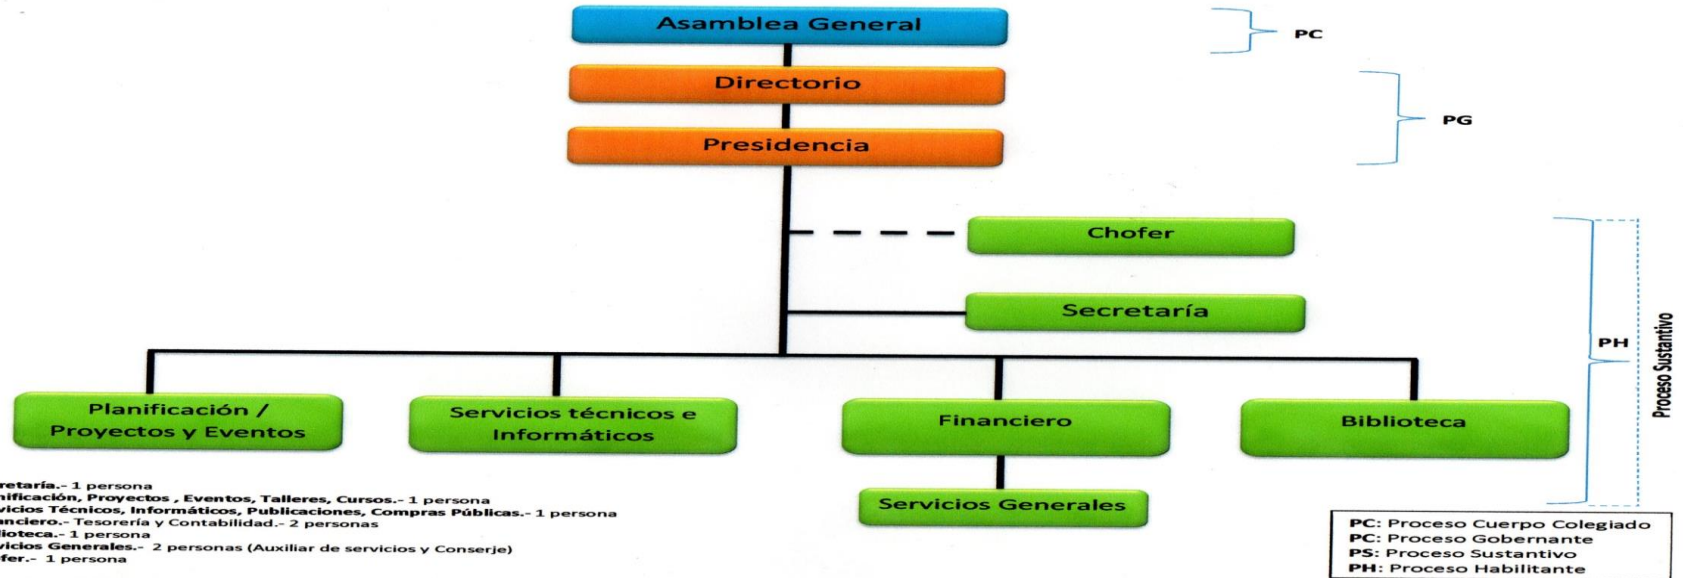 Asamblea General
PC
Directorio
PG
Presidencia
Chofer
Secretaría
PH
Proceso Sustantivo
Planificación /
Proyectos y Eventos
Servicios técnicos e
Informáticos
Financiero
Biblioteca
Servicios Generales
retaría.- 1 persona
nificación, Proyectos , Eventos, Talleres, Cursos.- 1 persona
vicios Técnicos, Informáticos, Publicaciones, Compras Públicas.- 1 persona
anciero.- Tesorería y Contabilidad.- 2 personas
lioteca.- 1 persona
vicios Generales.- 2 personas (Auxiliar de servicios y Conserje)
fer.- 1 persona
PC: Proceso Cuerpo Colegiado
PC: Proceso Gobernante
PS: Proceso Sustantivo
PH: Proceso Habilitante